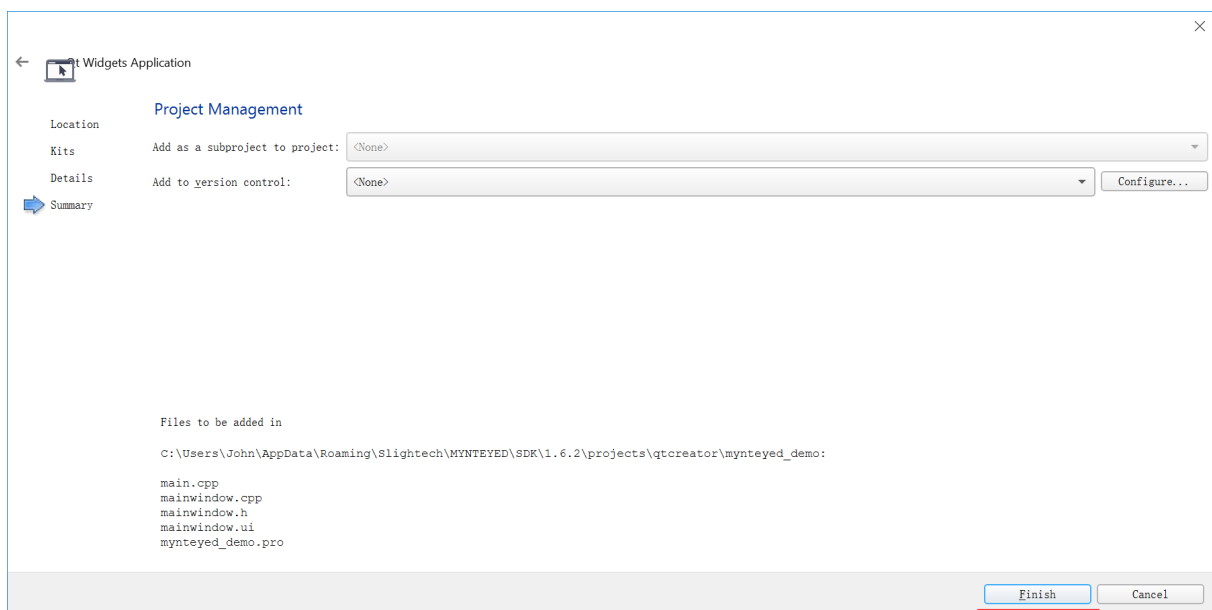 Qt Widgets Application
Location
Kits
Details
Summary
Project Management
Add as a subproject to project: <None>
Add to version control: <None> Configure...
Files to be added in
C:\Users\John\AppData\Roaming\Slightech\MYNTEYED\SDK\1.6.2\projects\qtcreator\mynteyed_demo:
main.cpp
mainwindow.cpp
mainwindow.h
mainwindow.ui
mynteyed_demo.pro
Finish Cancel